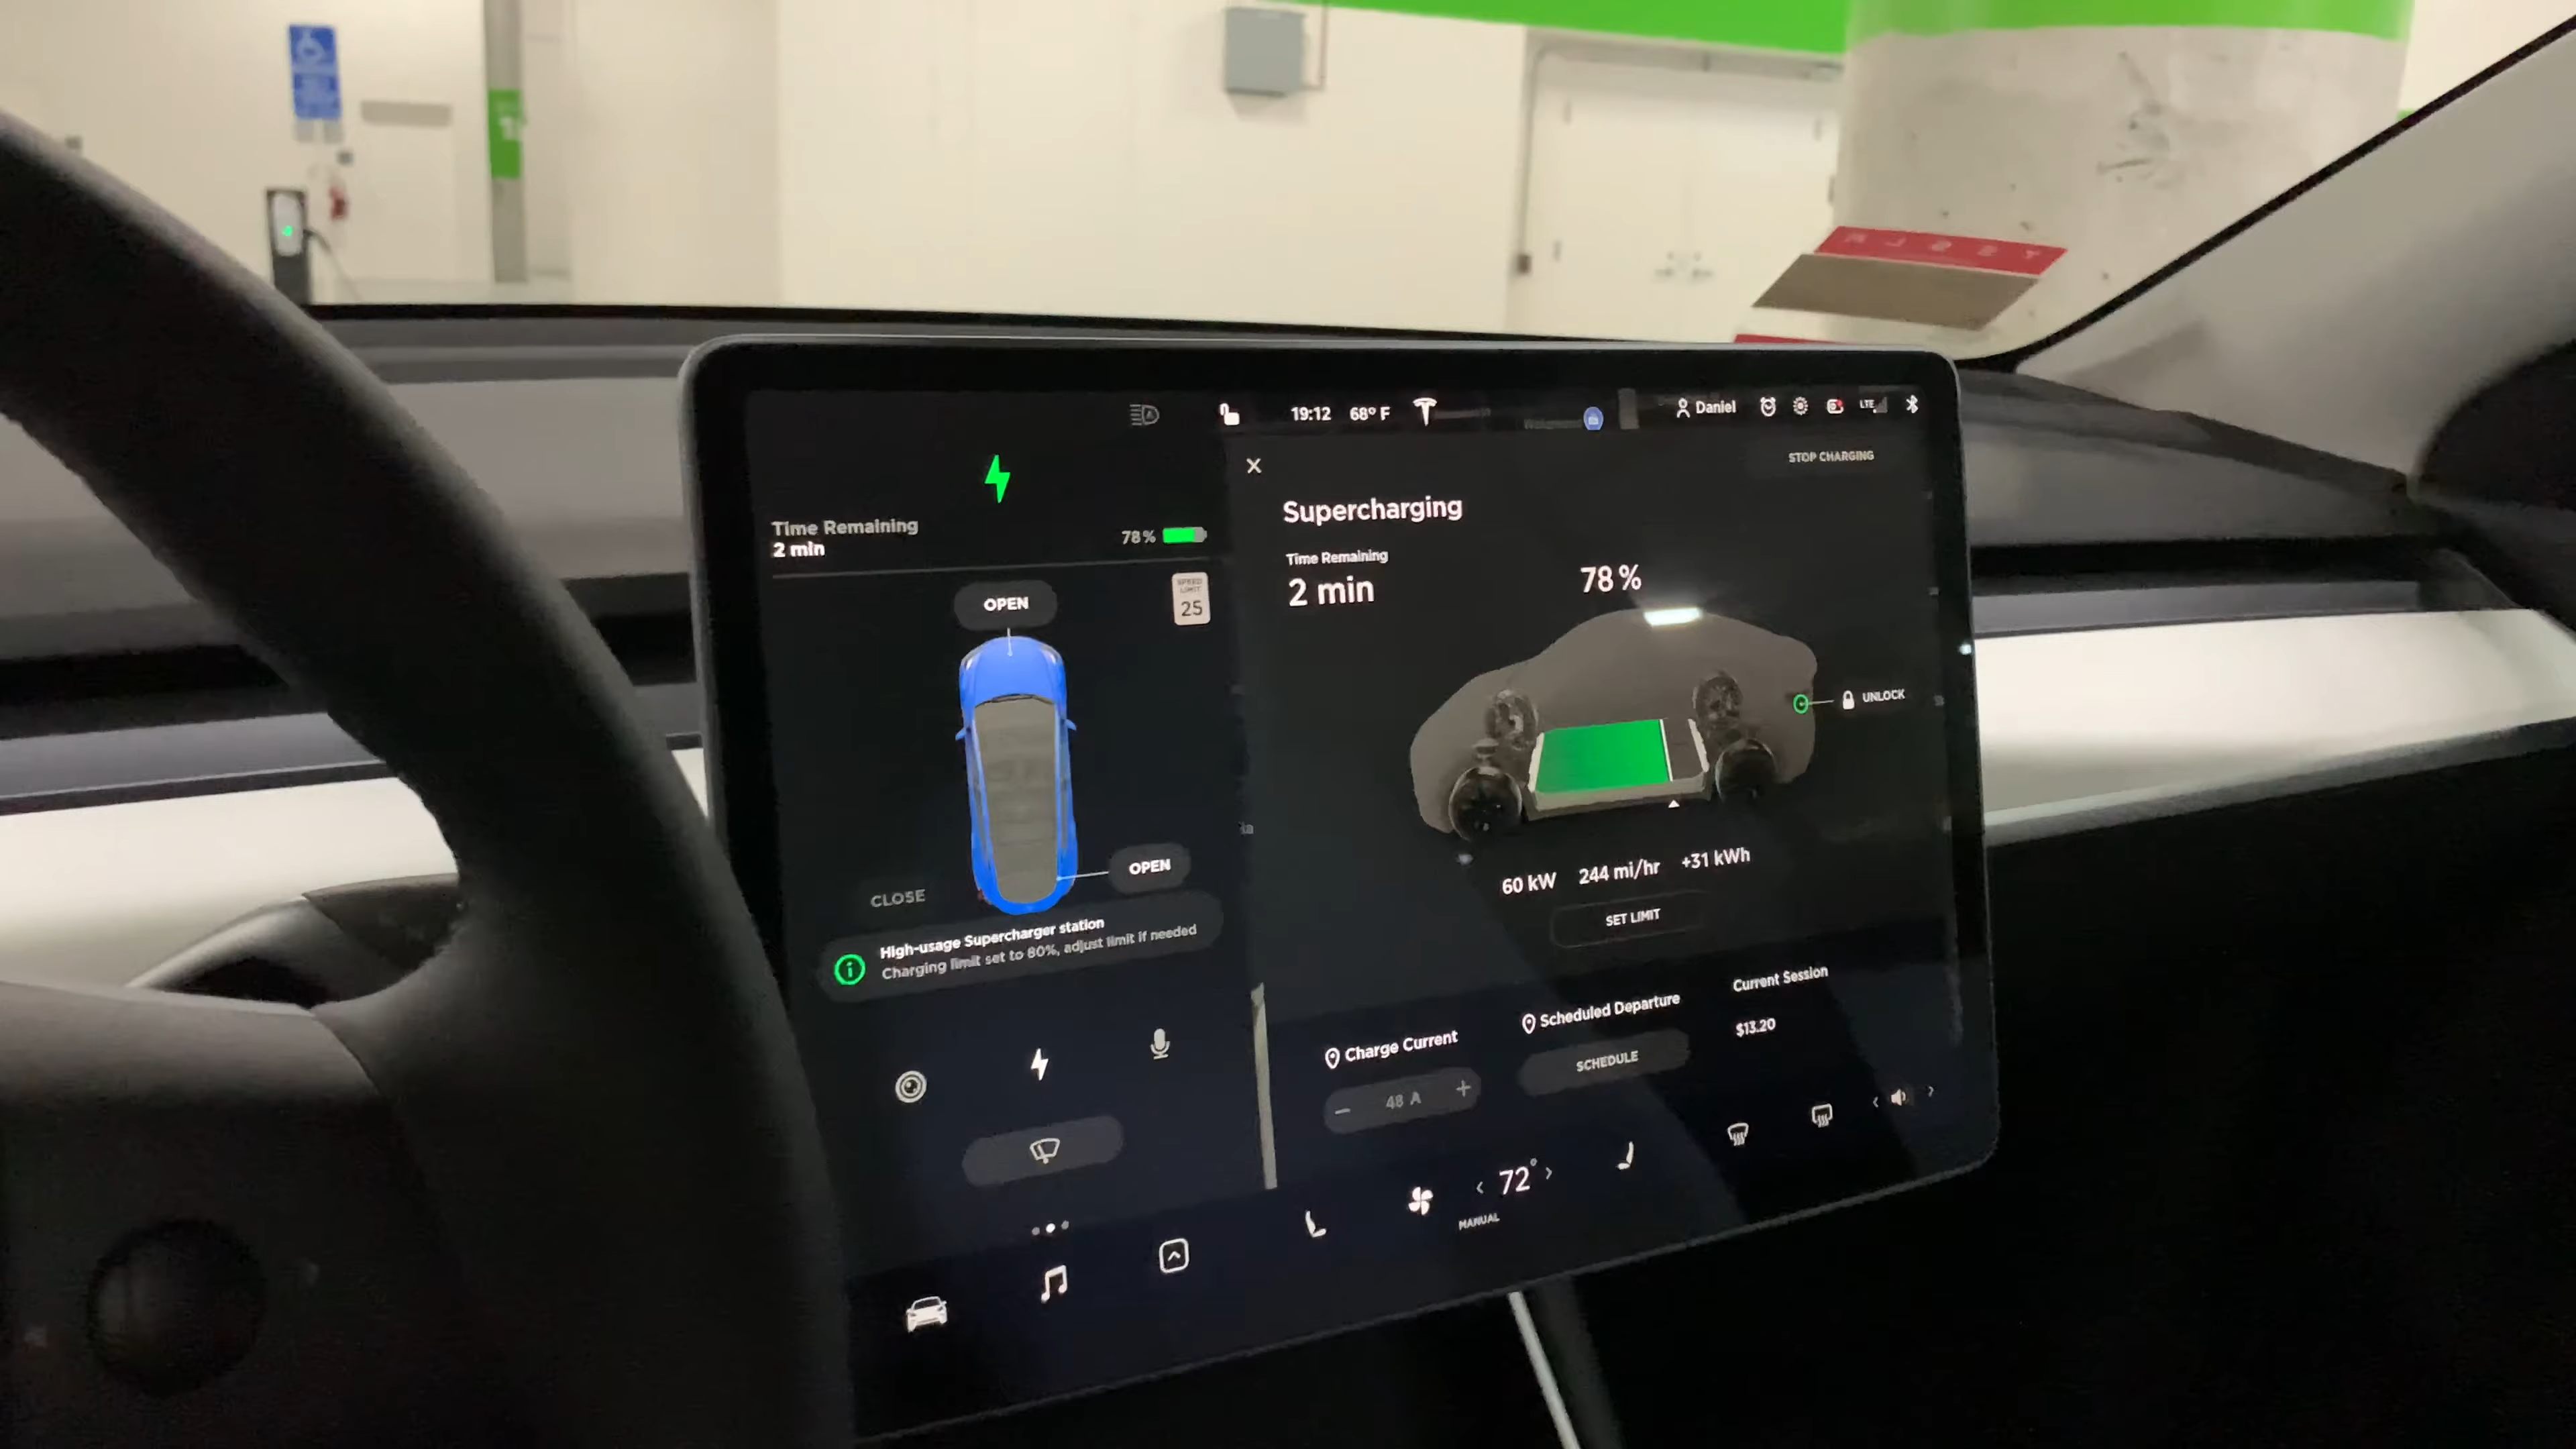 19:12 68° F
Daniel
LTE
STOP CHARGING
Time Remaining
2 min
78%
SPEED
LIMIT
25
OPEN
OPEN
CLOSE
High-usage Supercharger station
Charging limit set to 80%, adjust limit if needed
Supercharging
Time Remaining
2 min
78%
UNLOCK
60 kW 244 mi/hr +31 kWh
SET LIMIT
Charge Current
48 A
Scheduled Departure
SCHEDULE
Current Session
$13.20
72°
MANUAL